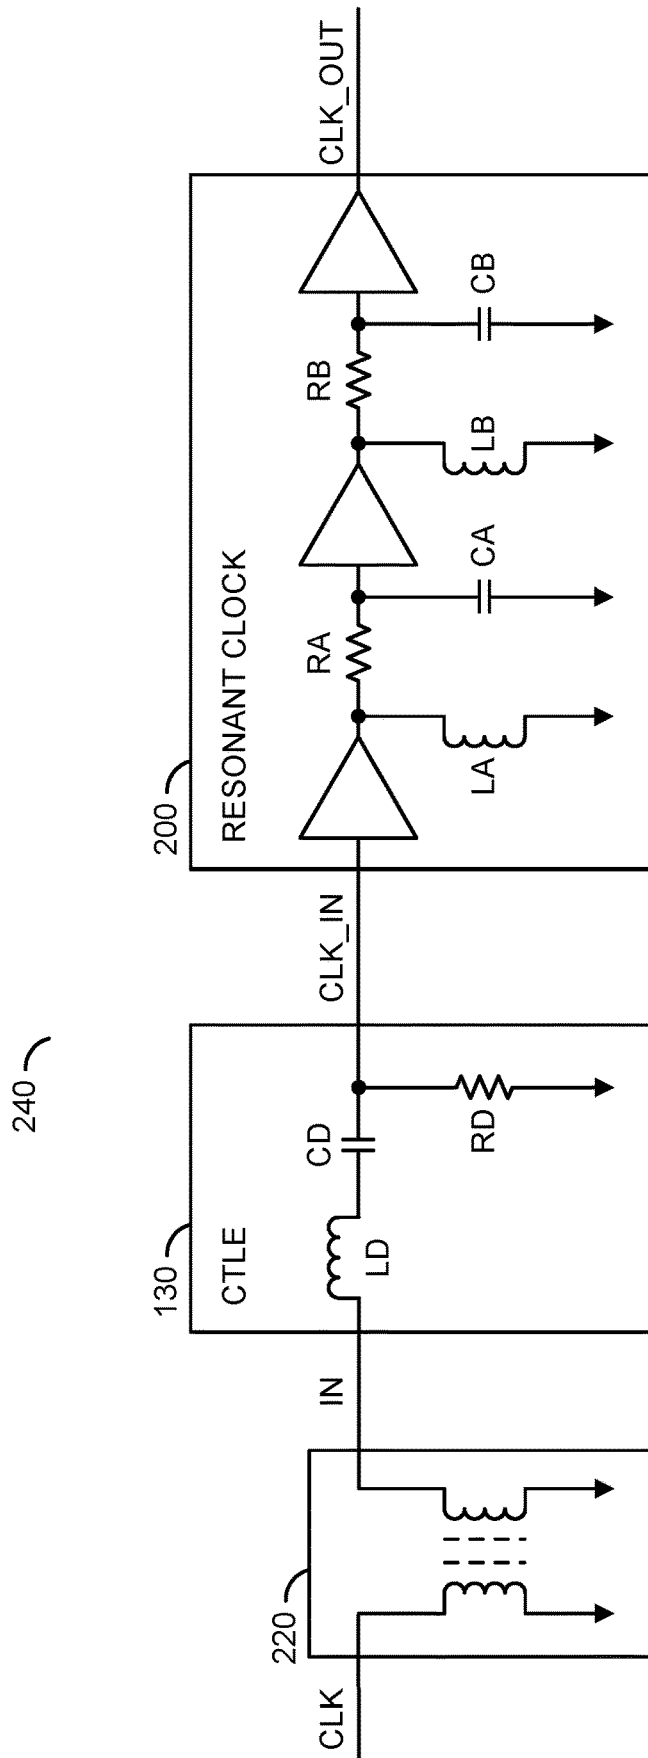 240
220
130
200
CTLE
RESONANT CLOCK
CLK
IN
LD
CD
RD
CLK_IN
LA
RA
CA
LB
RB
CB
CLK_OUT